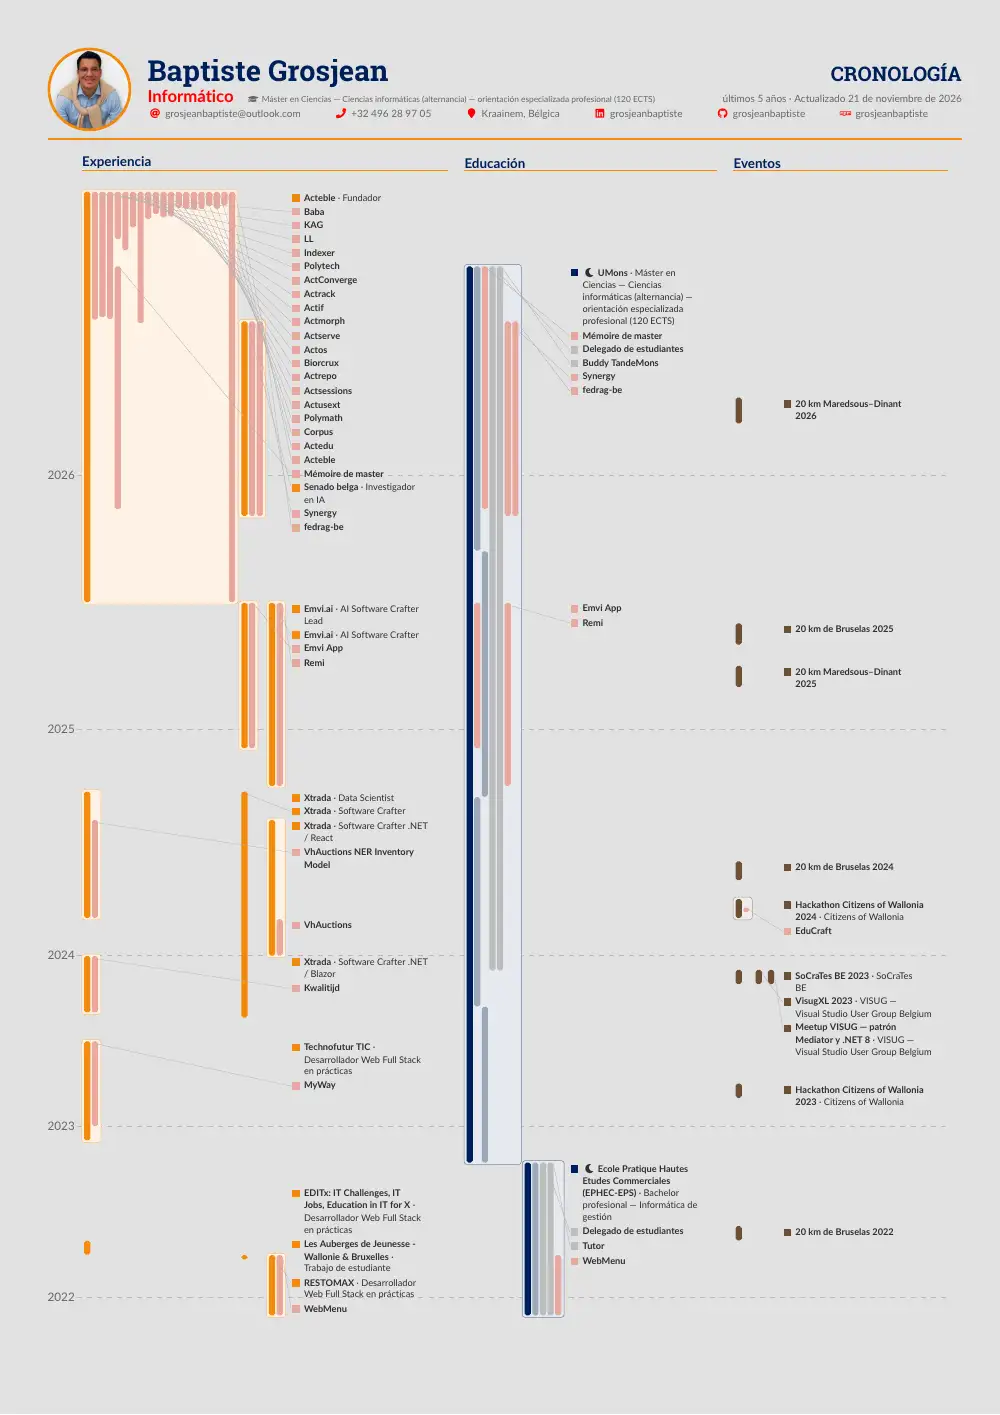 Baptiste Grosjean
CRONOLOGÍA
Informático
Máster en Ciencias — Ciencias informáticas (alternancia) — orientación especializada profesional (120 ECTS)
últimos 5 años · Actualizado 21 de noviembre de 2026
grosjeanbaptiste@outlook.com
+32 496 28 97 05
Kraainem, Bélgica
grosjeanbaptiste
grosjeanbaptiste
grosjeanbaptiste
Experiencia
Acteble · Fundador
Baba
KAG
LL
Indexer
Polytech
ActConverge
Actrack
Actif
Actmorph
Actserve
Actos
Biorcrux
Actrepo
Actsessions
Actusext
Polymath
Corpus
Actedu
Acteble
Mémoire de master
2026
Senado belga · Investigador
en IA
Synergy
fedrag-be
Emvi.ai · AI Software Crafter
Lead
Emvi.ai · AI Software Crafter
Emvi App
Remi
2025
Xtrada · Data Scientist
Xtrada · Software Crafter
Xtrada · Software Crafter .NET
/ React
VhAuctions NER Inventory
Model
VhAuctions
2024
Xtrada · Software Crafter .NET
/ Blazor
Kwalitijd
Technofutur TIC ·
Desarrollador Web Full Stack
en prácticas
MyWay
2023
EDITx: IT Challenges, IT
Jobs, Education in IT for X ·
Desarrollador Web Full Stack
en prácticas
Les Auberges de Jeunesse -
Wallonie & Bruxelles ·
Trabajo de estudiante
RESTOMAX · Desarrollador
Web Full Stack en prácticas
2022
WebMenu
Educación
UMons · Máster en
Ciencias — Ciencias
informáticas (alternancia) —
orientación especializada
profesional (120 ECTS)
Mémoire de master
Delegado de estudiantes
Buddy TandeMons
Synergy
fedrag-be
Emvi App
Remi
Ecole Pratique Hautes
Etudes Commerciales
(EPHEC-EPS) · Bachelor
profesional — Informática de
gestión
Delegado de estudiantes
Tutor
WebMenu
Eventos
20 km Maredsous–Dinant
2026
20 km de Bruselas 2025
20 km Maredsous–Dinant
2025
20 km de Bruselas 2024
Hackathon Citizens of Wallonia
2024 · Citizens of Wallonia
EduCraft
SoCraTes BE 2023 · SoCraTes
BE
VisugXL 2023 · VISUG —
Visual Studio User Group Belgium
Meetup VISUG — patrón
Mediator y .NET 8 · VISUG —
Visual Studio User Group Belgium
Hackathon Citizens of Wallonia
2023 · Citizens of Wallonia
20 km de Bruselas 2022